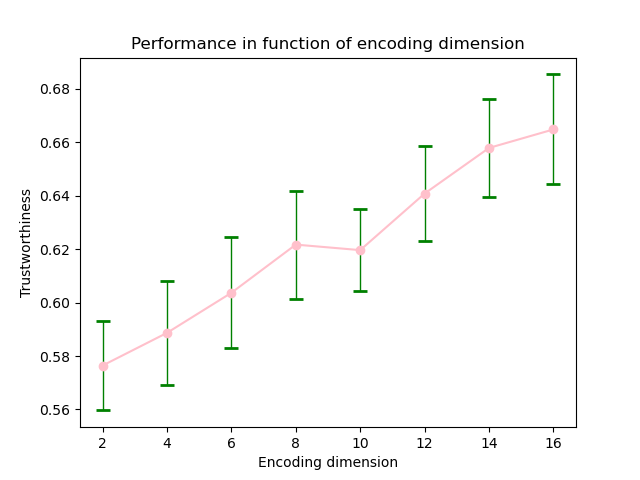 Performance in function of encoding dimension
Trustworthiness
0.68
0.66
0.64
0.62
0.60
0.58
0.56
2 4 6 8 10 12 14 16
Encoding dimension